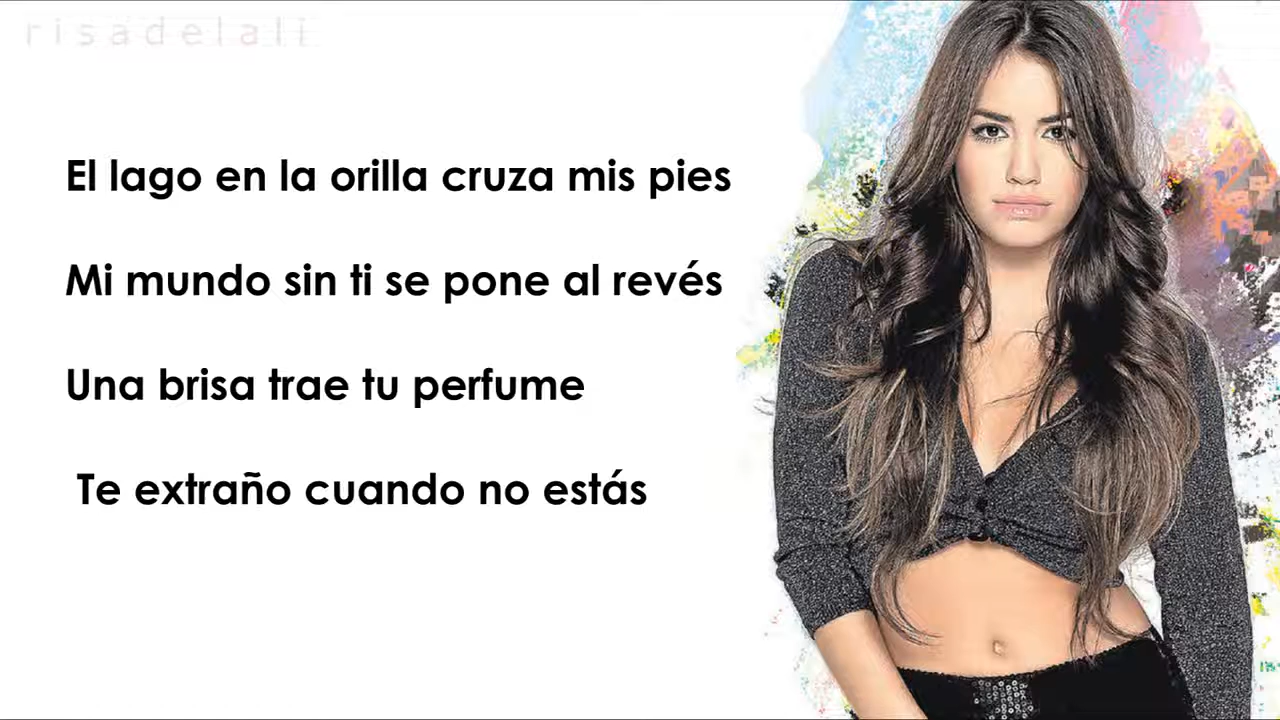 risadelali
El lago en la orilla cruza mis pies
Mi mundo sin ti se pone al revés
Una brisa trae tu perfume
Te extraño cuando no estás